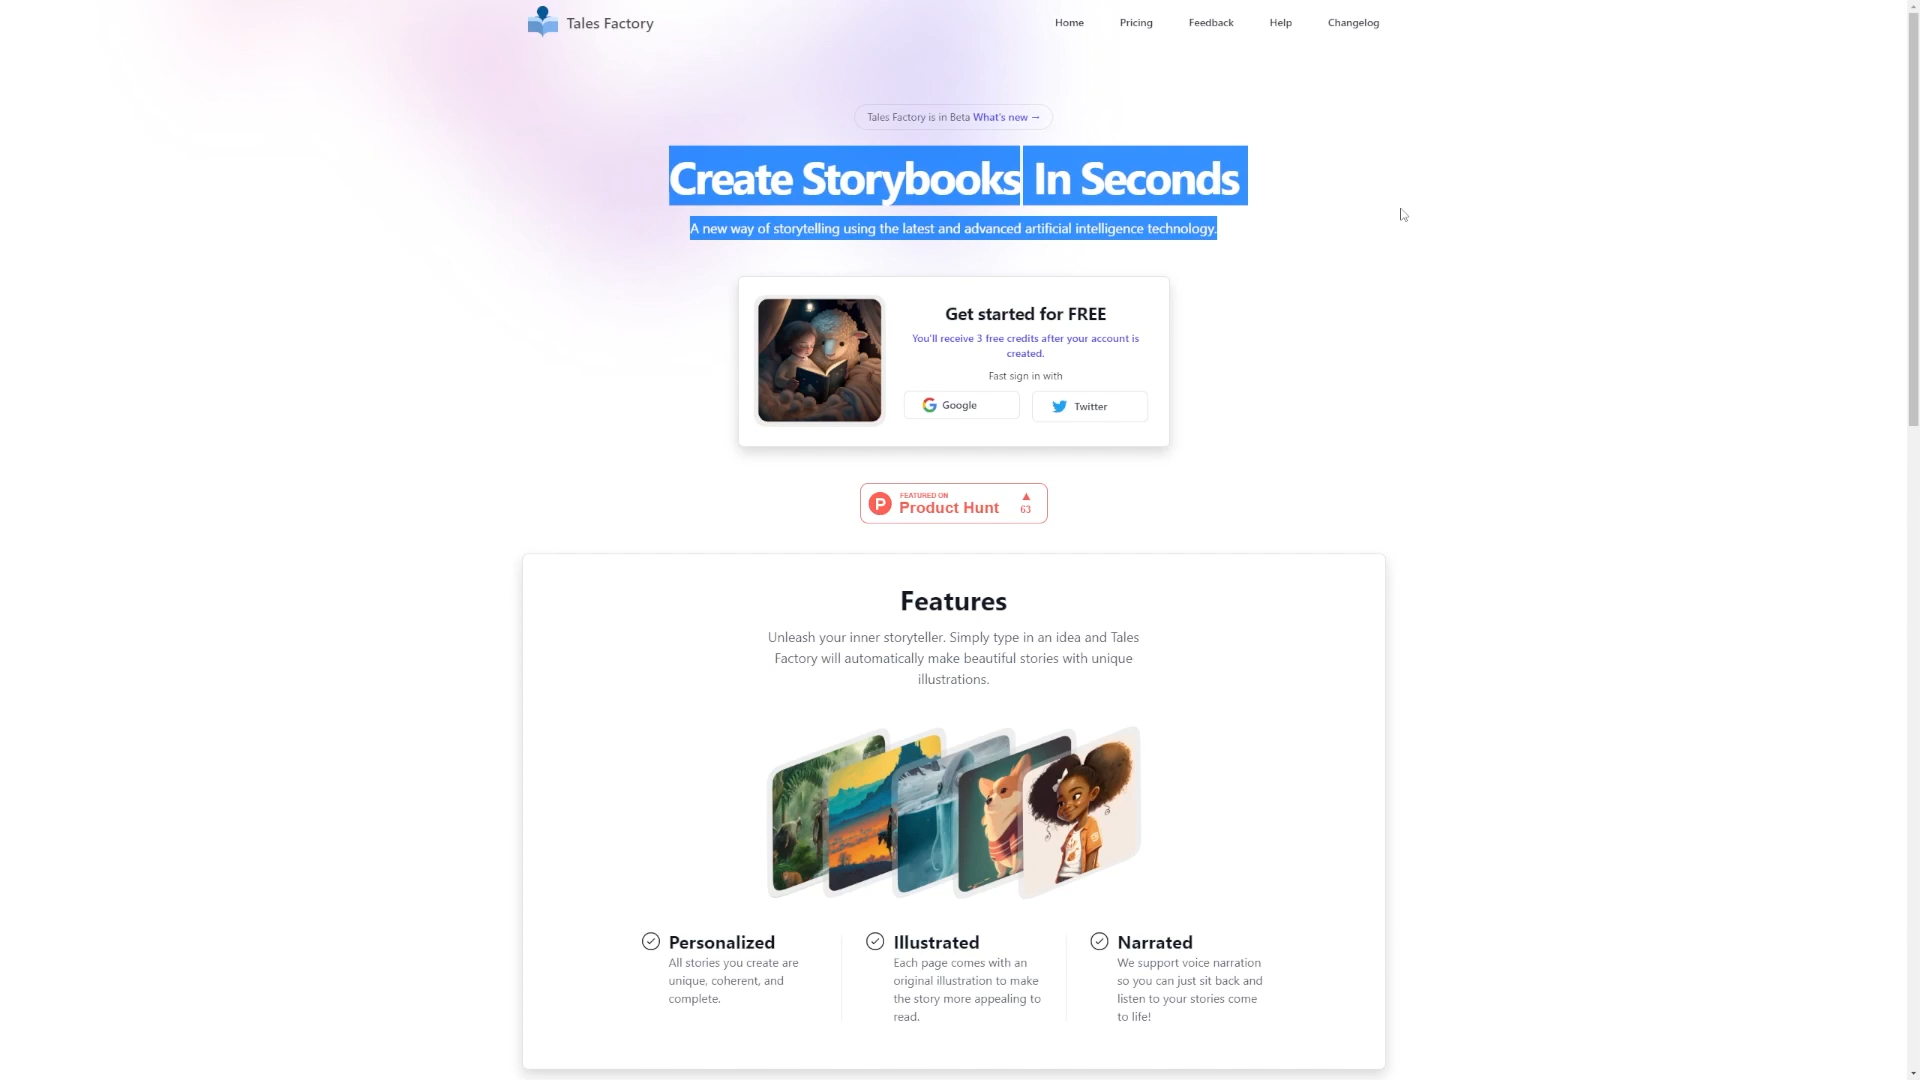 Tales Factory
Home Pricing Feedback Help Changelog
Tales Factory is in Beta What's new →
Create Storybooks In Seconds
A new way of storytelling using the latest and advanced artificial intelligence technology.
Get started for FREE
You'll receive 3 free credits after your account is
created.
Fast sign in with
Google Twitter
FEATURED ON
Product Hunt
▲
63
Features
Unleash your inner storyteller. Simply type in an idea and Tales
Factory will automatically make beautiful stories with unique
illustrations.
Personalized
All stories you create are
unique, coherent, and
complete.
Illustrated
Each page comes with an
original illustration to make
the story more appealing to
read.
Narrated
We support voice narration
so you can just sit back and
listen to your stories come
to life!